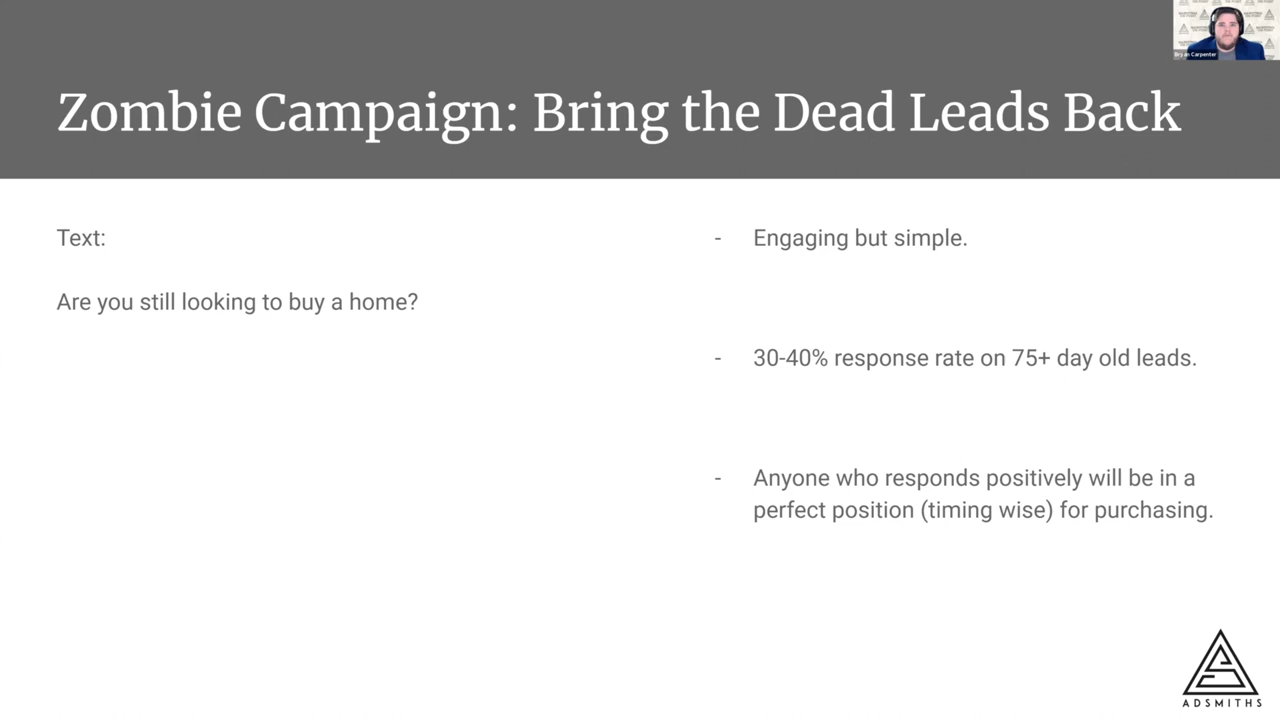 Bryan Carpenter
Zombie Campaign: Bring the Dead Leads Back
Text:
Are you still looking to buy a home?
- Engaging but simple.
- 30-40% response rate on 75+ day old leads.
- Anyone who responds positively will be in a
perfect position (timing wise) for purchasing.
ADSMITHS